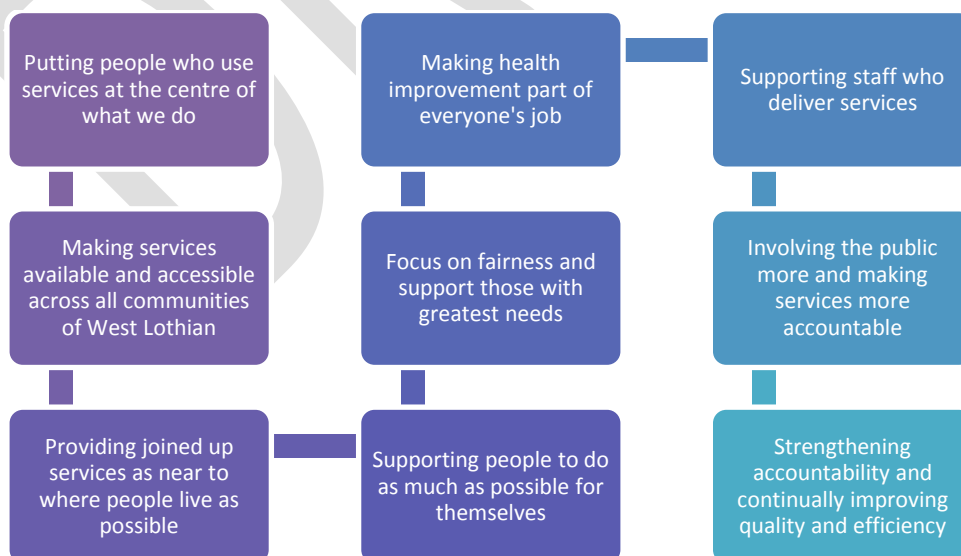 Putting people who use
services at the centre of
what we do
Making services
available and accessible
across all communities
of West Lothian
Providing joined up
services as near to
where people live as
possible
Supporting people to do
as much as possible for
themselves
Focus on fairness and
support those with
greatest needs
Making health
improvement part of
everyone's job
Supporting staff who
deliver services
Involving the public
more and making
services more
accountable
Strengthening
accountability and
continually improving
quality and efficiency